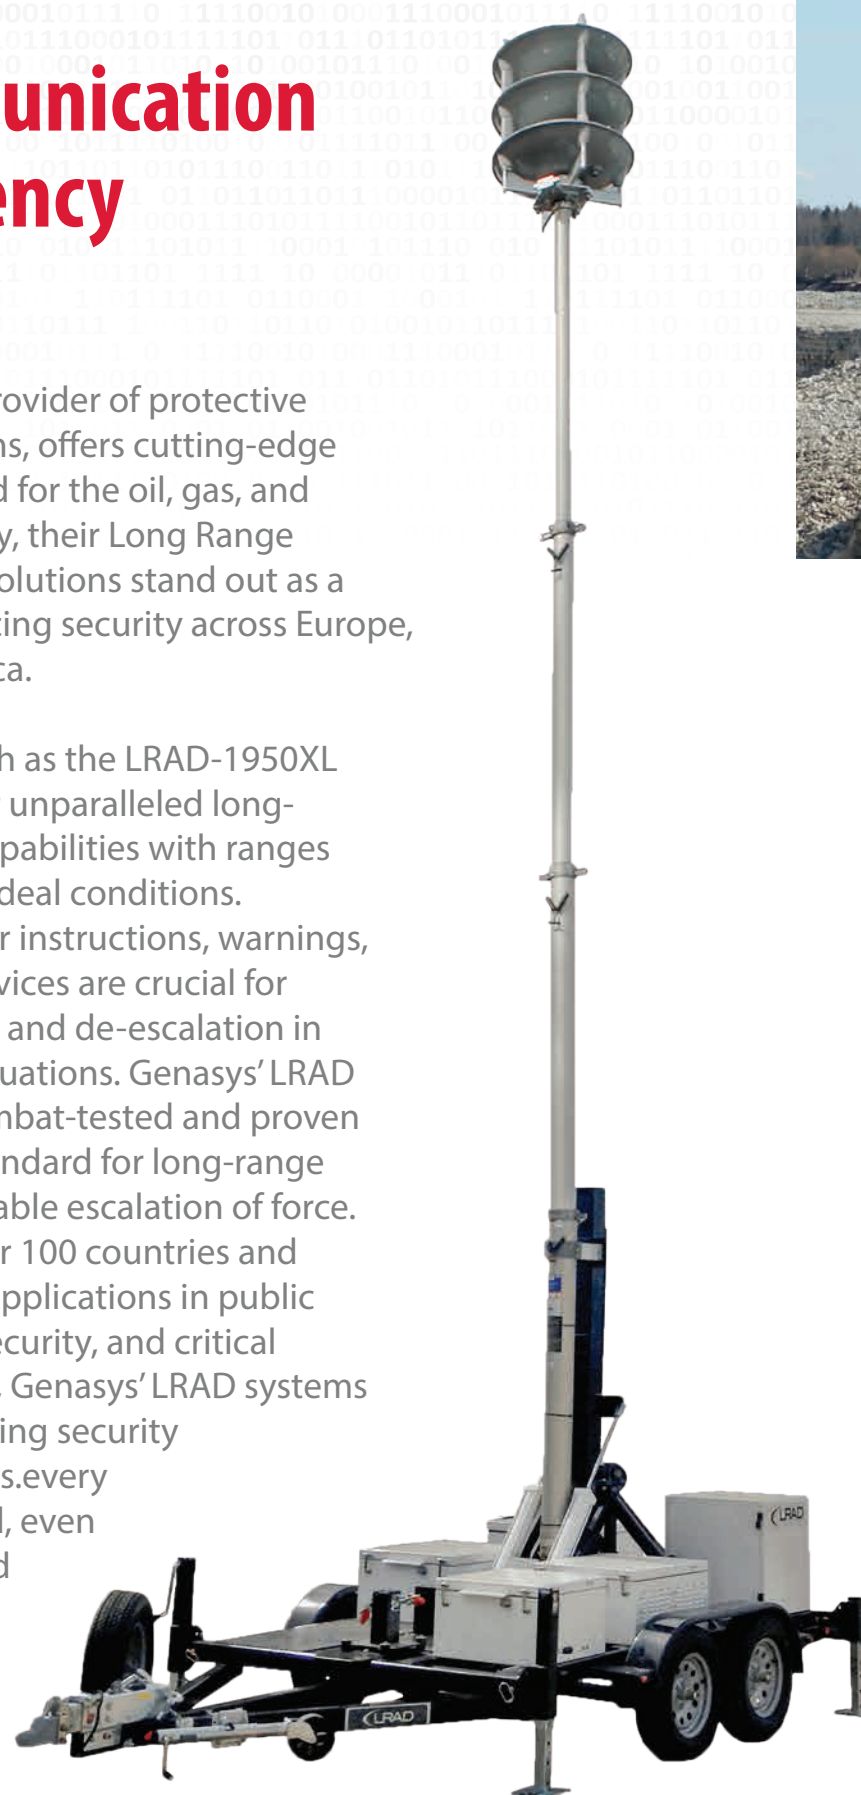 unication
ency
rovider of protective
ns, offers cutting-edge
d for the oil, gas, and
y, their Long Range
olutions stand out as a
cing security across Europe,
ca.
h as the LRAD-1950XL
r unparalleled long-
pabilities with ranges
deal conditions.
r instructions, warnings,
vices are crucial for
and de-escalation in
uations. Genasys’ LRAD
mbat-tested and proven
andard for long-range
able escalation of force.
r 100 countries and
applications in public
ecurity, and critical
, Genasys’ LRAD systems
ing security
s.every
l, even
d
LRAD
LRAD